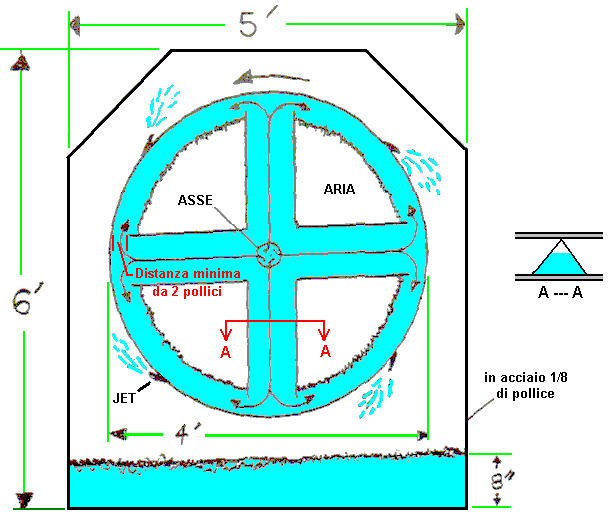 5'
ARIA
ASSE
Distanza minima
da 2 pollici
6'
A --- A
A A
JET
in acciaio 1/8
di pollice
4'
8"